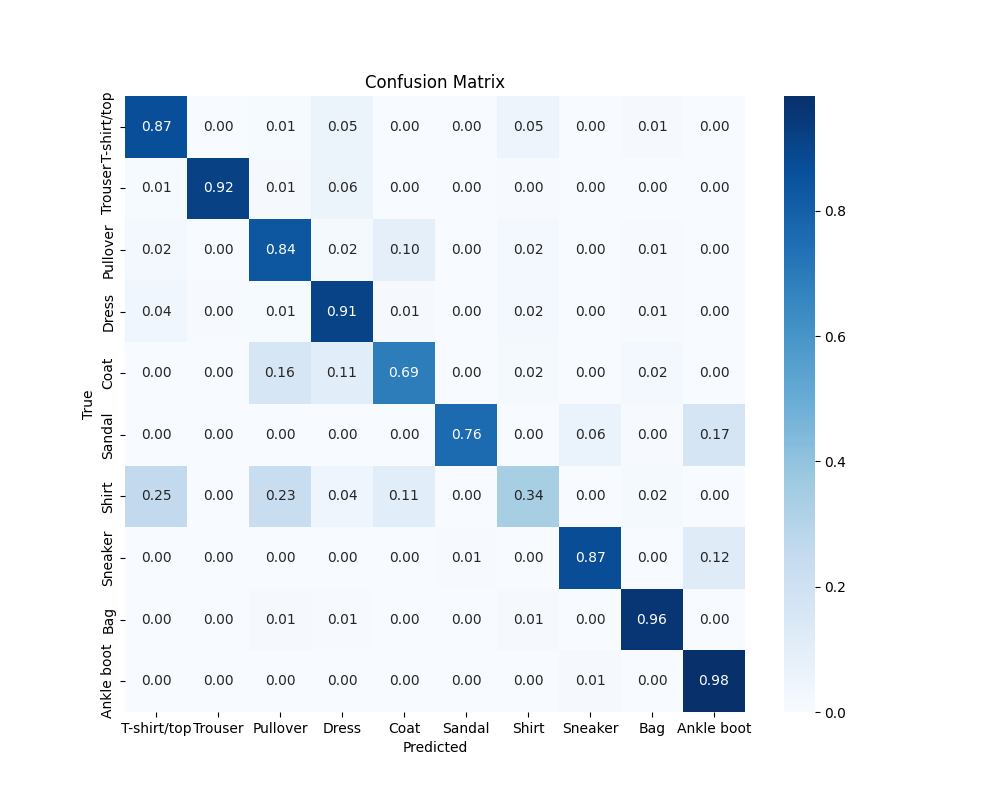 Confusion Matrix
T-shirt/top 0.87 0.00 0.01 0.05 0.00 0.00 0.05 0.00 0.01 0.00
Trouser 0.01 0.92 0.01 0.06 0.00 0.00 0.00 0.00 0.00 0.00
Pullover 0.02 0.00 0.84 0.02 0.10 0.00 0.02 0.00 0.01 0.00
Dress 0.04 0.00 0.01 0.91 0.01 0.00 0.02 0.00 0.01 0.00
Coat 0.00 0.00 0.16 0.11 0.69 0.00 0.02 0.00 0.02 0.00
Sandal 0.00 0.00 0.00 0.00 0.00 0.76 0.00 0.06 0.00 0.17
Shirt 0.25 0.00 0.23 0.04 0.11 0.00 0.34 0.00 0.02 0.00
Sneaker 0.00 0.00 0.00 0.00 0.00 0.01 0.00 0.87 0.00 0.12
Bag 0.00 0.00 0.01 0.01 0.00 0.00 0.01 0.00 0.96 0.00
Ankle boot 0.00 0.00 0.00 0.00 0.00 0.00 0.00 0.01 0.00 0.98
T-shirt/top Trouser Pullover Dress Coat Sandal Shirt Sneaker Bag Ankle boot
Predicted
True
0.8
0.6
0.4
0.2
0.0